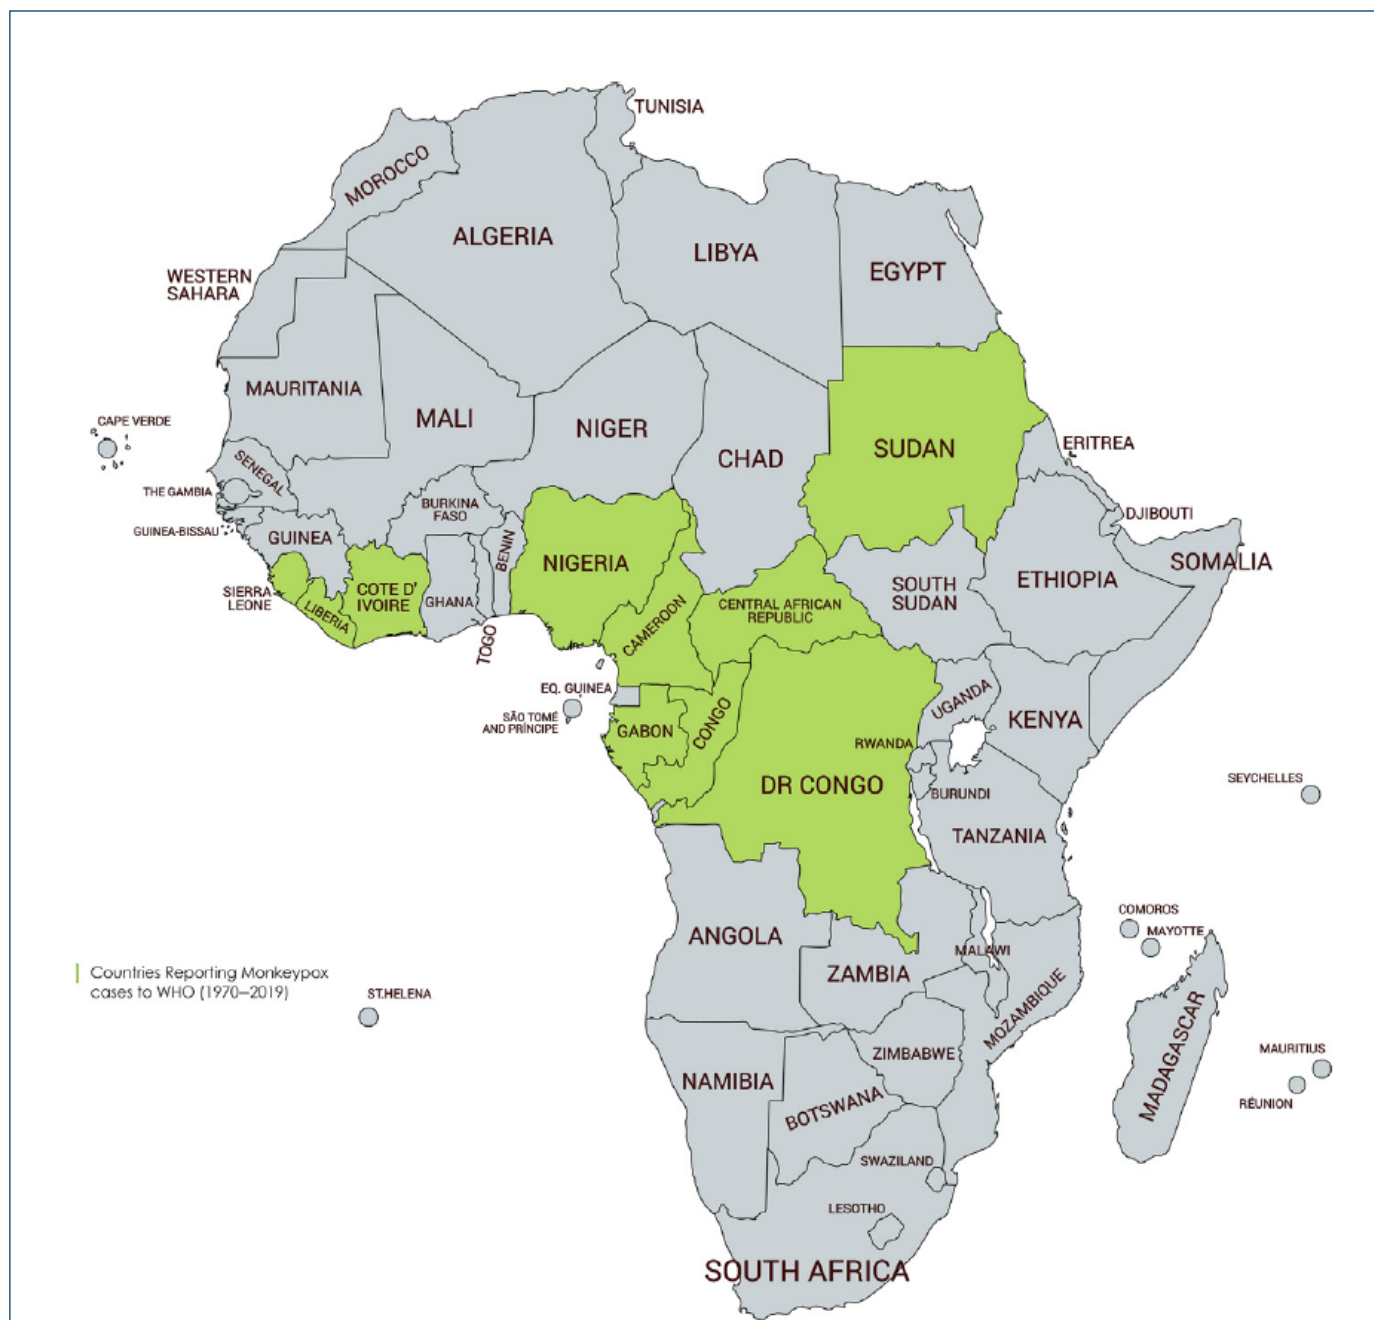 TUNISIA
MOROCCO
ALGERIA
LIBYA
EGYPT
WESTERN
SAHARA
MAURITANIA
MALI
NIGER
CHAD
SUDAN
ERITREA
CAPE VERDE
SENEGAL
THE GAMBIA
BURKINA
FASO
DJIBOUTI
GUINEA-BISSAU
GUINEA
BENIN
NIGERIA
SOMALIA
SIERRA
LEONE
LIBERIA
COTE D'
IVOIRE
GHANA
TOGO
CAMEROON
CENTRAL AFRICAN
REPUBLIC
SOUTH
SUDAN
ETHIOPIA
EQ. GUINEA
SÃO TOMÉ
AND PRÍNCIPE
GABON
CONGO
UGANDA
KENYA
RWANDA
DR CONGO
BURUNDI
SEYCHELLES
TANZANIA
COMOROS
MAYOTTE
ANGOLA
MALAWI
ZAMBIA
MOZAMBIQUE
Countries Reporting Monkeypox
cases to WHO (1970–2019)
ST.HELENA
MADAGASCAR
ZIMBABWE
MAURITIUS
NAMIBIA
BOTSWANA
RÉUNION
SWAZILAND
LESOTHO
SOUTH AFRICA